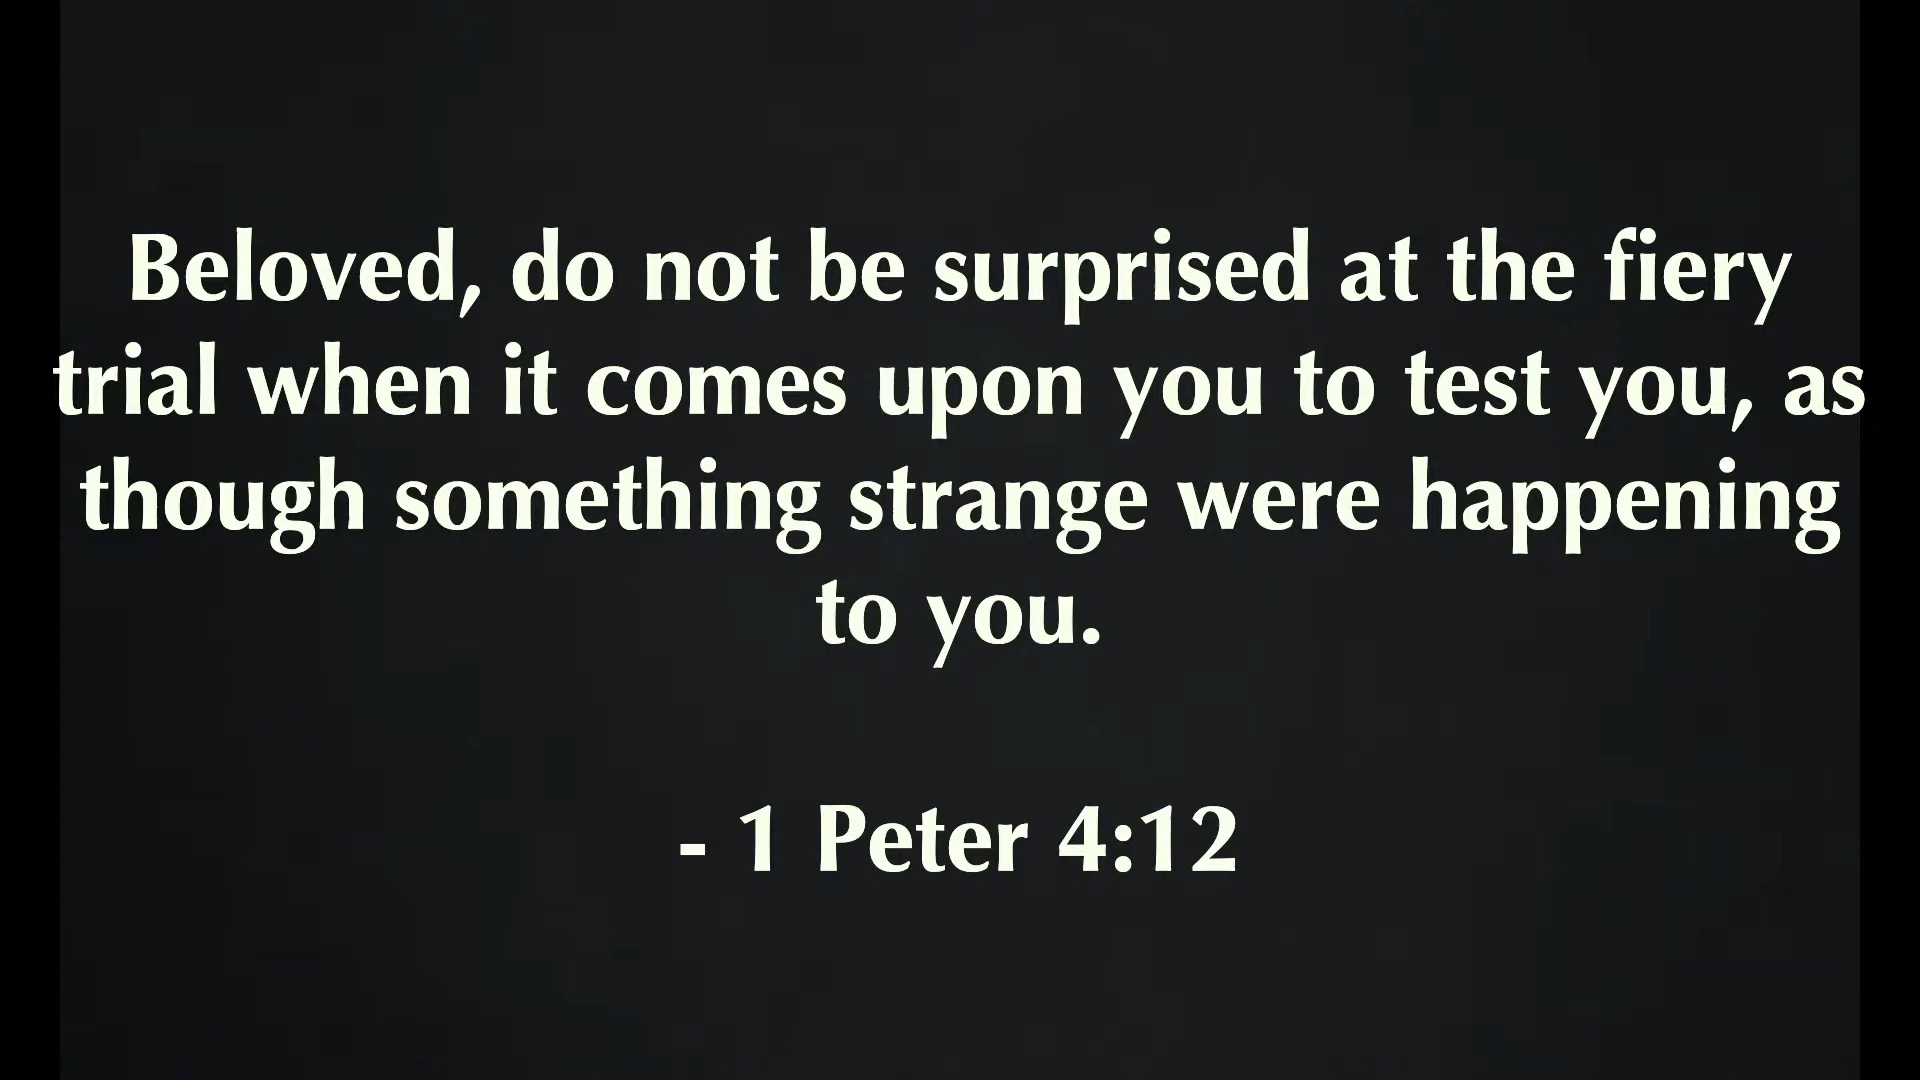 Beloved, do not be surprised at the fiery
trial when it comes upon you to test you, as
though something strange were happening
to you.
- 1 Peter 4:12